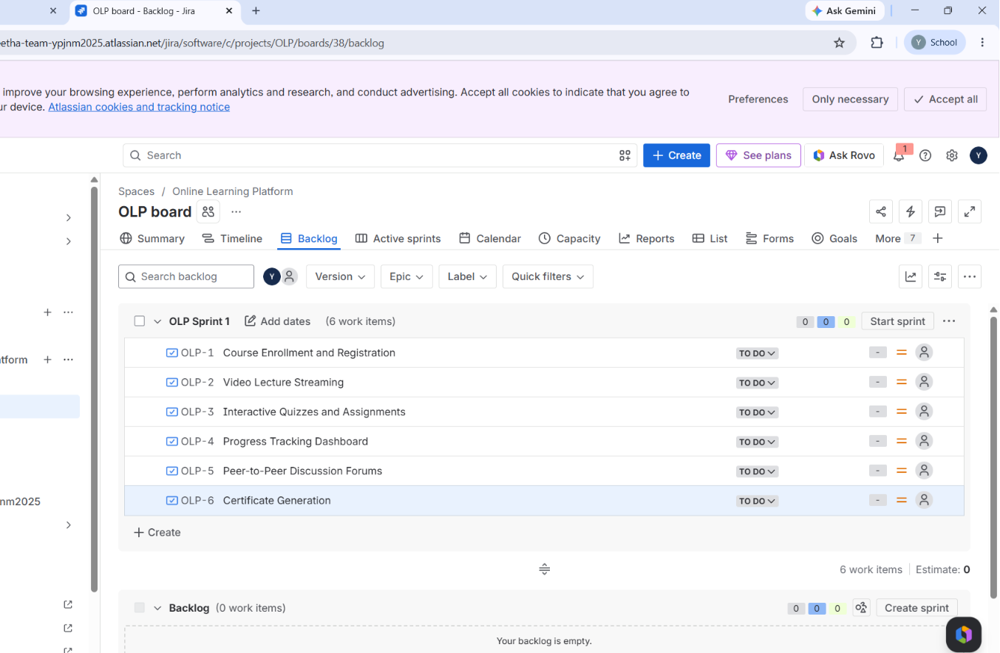 OLP board - Backlog - Jira
Ask Gemini
etha-team-ypjnm2025.atlassian.net/jira/software/c/projects/OLP/boards/38/backlog
Y School
improve your browsing experience, perform analytics and research, and conduct advertising. Accept all cookies to indicate that you agree to
ur device. Atlassian cookies and tracking notice
Preferences
Only necessary
Accept all
Search
Create
See plans
Ask Rovo
1
Y
Spaces / Online Learning Platform
OLP board
Summary Timeline Backlog Active sprints Calendar Capacity Reports List Forms Goals More 7
Search backlog
Y
Version Epic Label Quick filters
OLP Sprint 1 Add dates (6 work items) 0 0 0 Start sprint
OLP-1 Course Enrollment and Registration TO DO -
tform
OLP-2 Video Lecture Streaming TO DO -
OLP-3 Interactive Quizzes and Assignments TO DO -
OLP-4 Progress Tracking Dashboard TO DO -
OLP-5 Peer-to-Peer Discussion Forums TO DO -
OLP-6 Certificate Generation TO DO -
nm2025
Create
6 work items Estimate: 0
Backlog (0 work items) 0 0 0 Create sprint
Your backlog is empty.